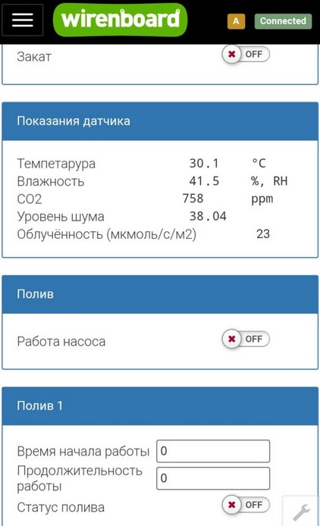 wirenboard
A
Connected
Закат OFF
Показания датчика
Темпетарура 30.1 °C
Влажность 41.5 %, RH
CO2 758 ppm
Уровень шума 38.04
Облучённость (мкмоль/с/м2) 23
Полив
Работа насоса OFF
Полив 1
Время начала работы 0
Продолжительность
работы 0
Статус полива OFF